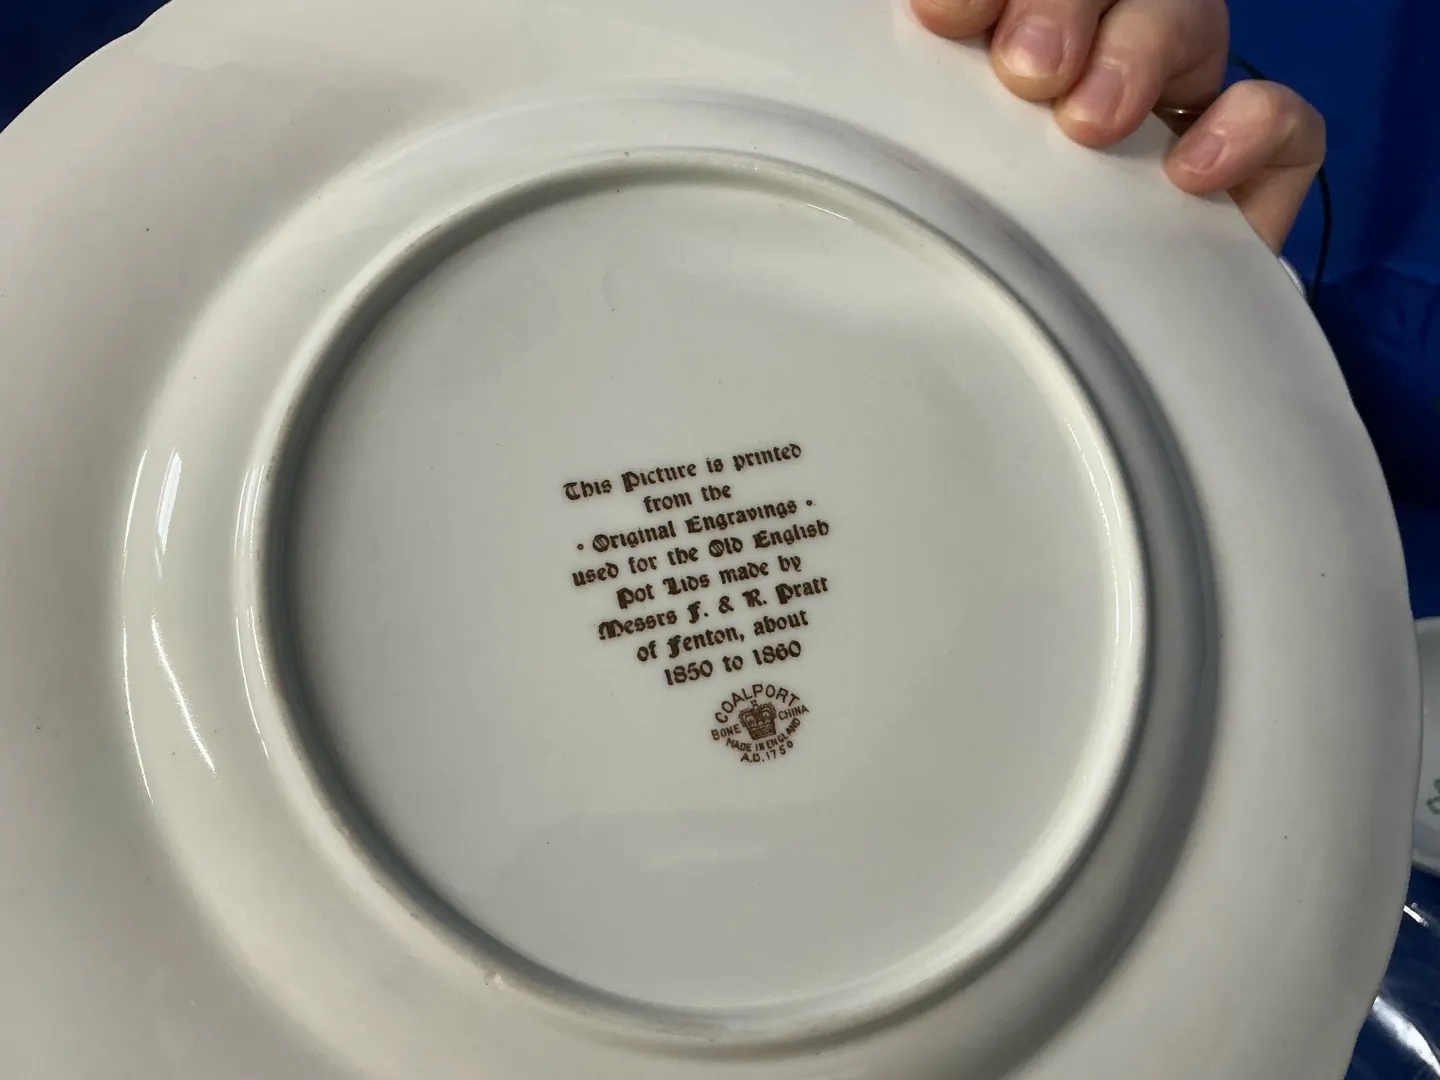 This Picture is printed
from the
• Original Engravings •
used for the Old English
Pot Lids made by
Messrs F. & R. Pratt
of Fenton, about
1850 to 1860
COALPORT
BONE CHINA
MADE IN ENGLAND
A.D. 1750